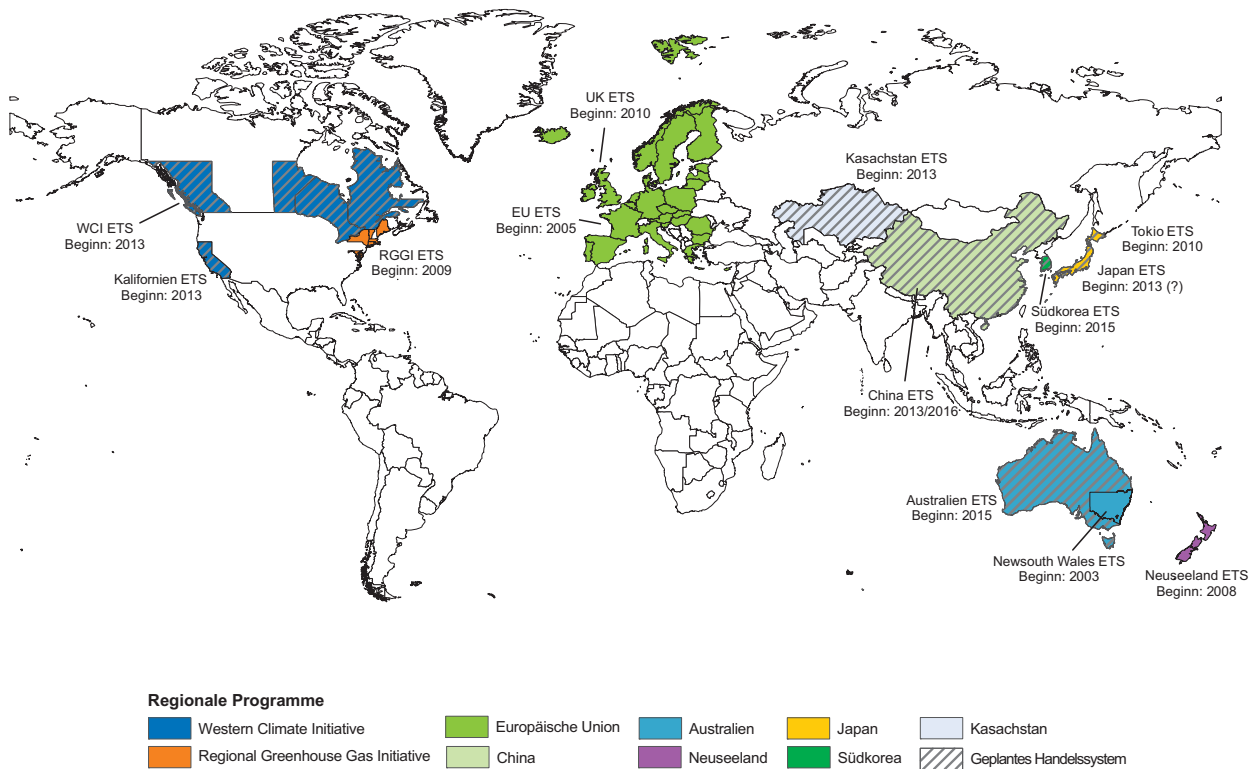 UK ETS
Beginn: 2010
Kasachstan ETS
Beginn: 2013
EU ETS
Beginn: 2005
WCI ETS
Beginn: 2013
RGGI ETS
Beginn: 2009
Kalifornien ETS
Beginn: 2013
Tokio ETS
Beginn: 2010
Japan ETS
Beginn: 2013 (?)
Südkorea ETS
Beginn: 2015
China ETS
Beginn: 2013/2016
Australien ETS
Beginn: 2015
Newsouth Wales ETS
Beginn: 2003
Neuseeland ETS
Beginn: 2008
Regionale Programme
Western Climate Initiative
Europäische Union
Australien
Japan
Kasachstan
Regional Greenhouse Gas Initiative
China
Neuseeland
Südkorea
Geplantes Handelssystem